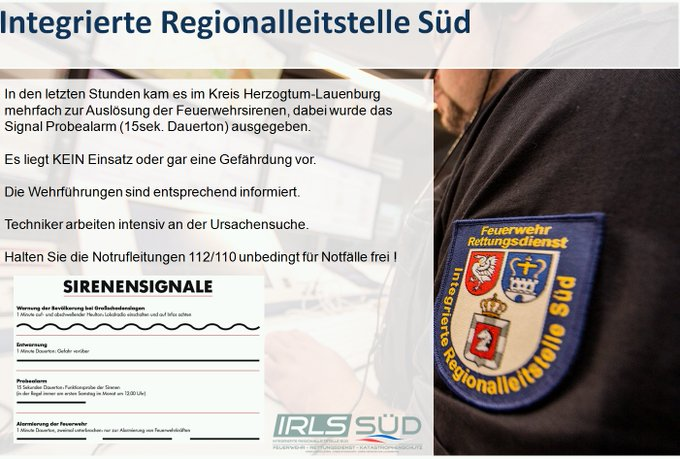 Integrierte Regionalleitstelle Süd
In den letzten Stunden kam es im Kreis Herzogtum-Lauenburg
mehrfach zur Auslösung der Feuerwehrsirenen, dabei wurde das
Signal Probealarm (15sek. Dauerton) ausgegeben.
Es liegt KEIN Einsatz oder gar eine Gefährdung vor.
Die Wehrführungen sind entsprechend informiert.
Techniker arbeiten intensiv an der Ursachensuche.
Halten Sie die Notrufleitungen 112/110 unbedingt für Notfälle frei !
SIRENENSIGNALE
Warnung der Bevölkerung bei Großschadenslagen
1 Minute auf- und abschwellender Heulton: Lokalradio einschalten und auf Infos achten
Entwarnung
1 Minute Dauerton: Gefahr vorüber
Probealarm
15 Sekunden Dauerton: Funktionsprobe der Sirenen
(in der Regel immer am ersten Samstag im Monat um 12.00 Uhr)
Alarmierung der Feuerwehr
1 Minute Dauerton, zweimal unterbrochen: nur zur Alarmierung von Feuerwehrkräften
IRLS SÜD
INTEGRIERTE REGIONALLEITSTELLE SÜD
FEUERWEHR - RETTUNGSDIENST - KATASTROPHENSCHUTZ
Feuerwehr
Rettungsdienst
Integrierte Regionalleitstelle Süd